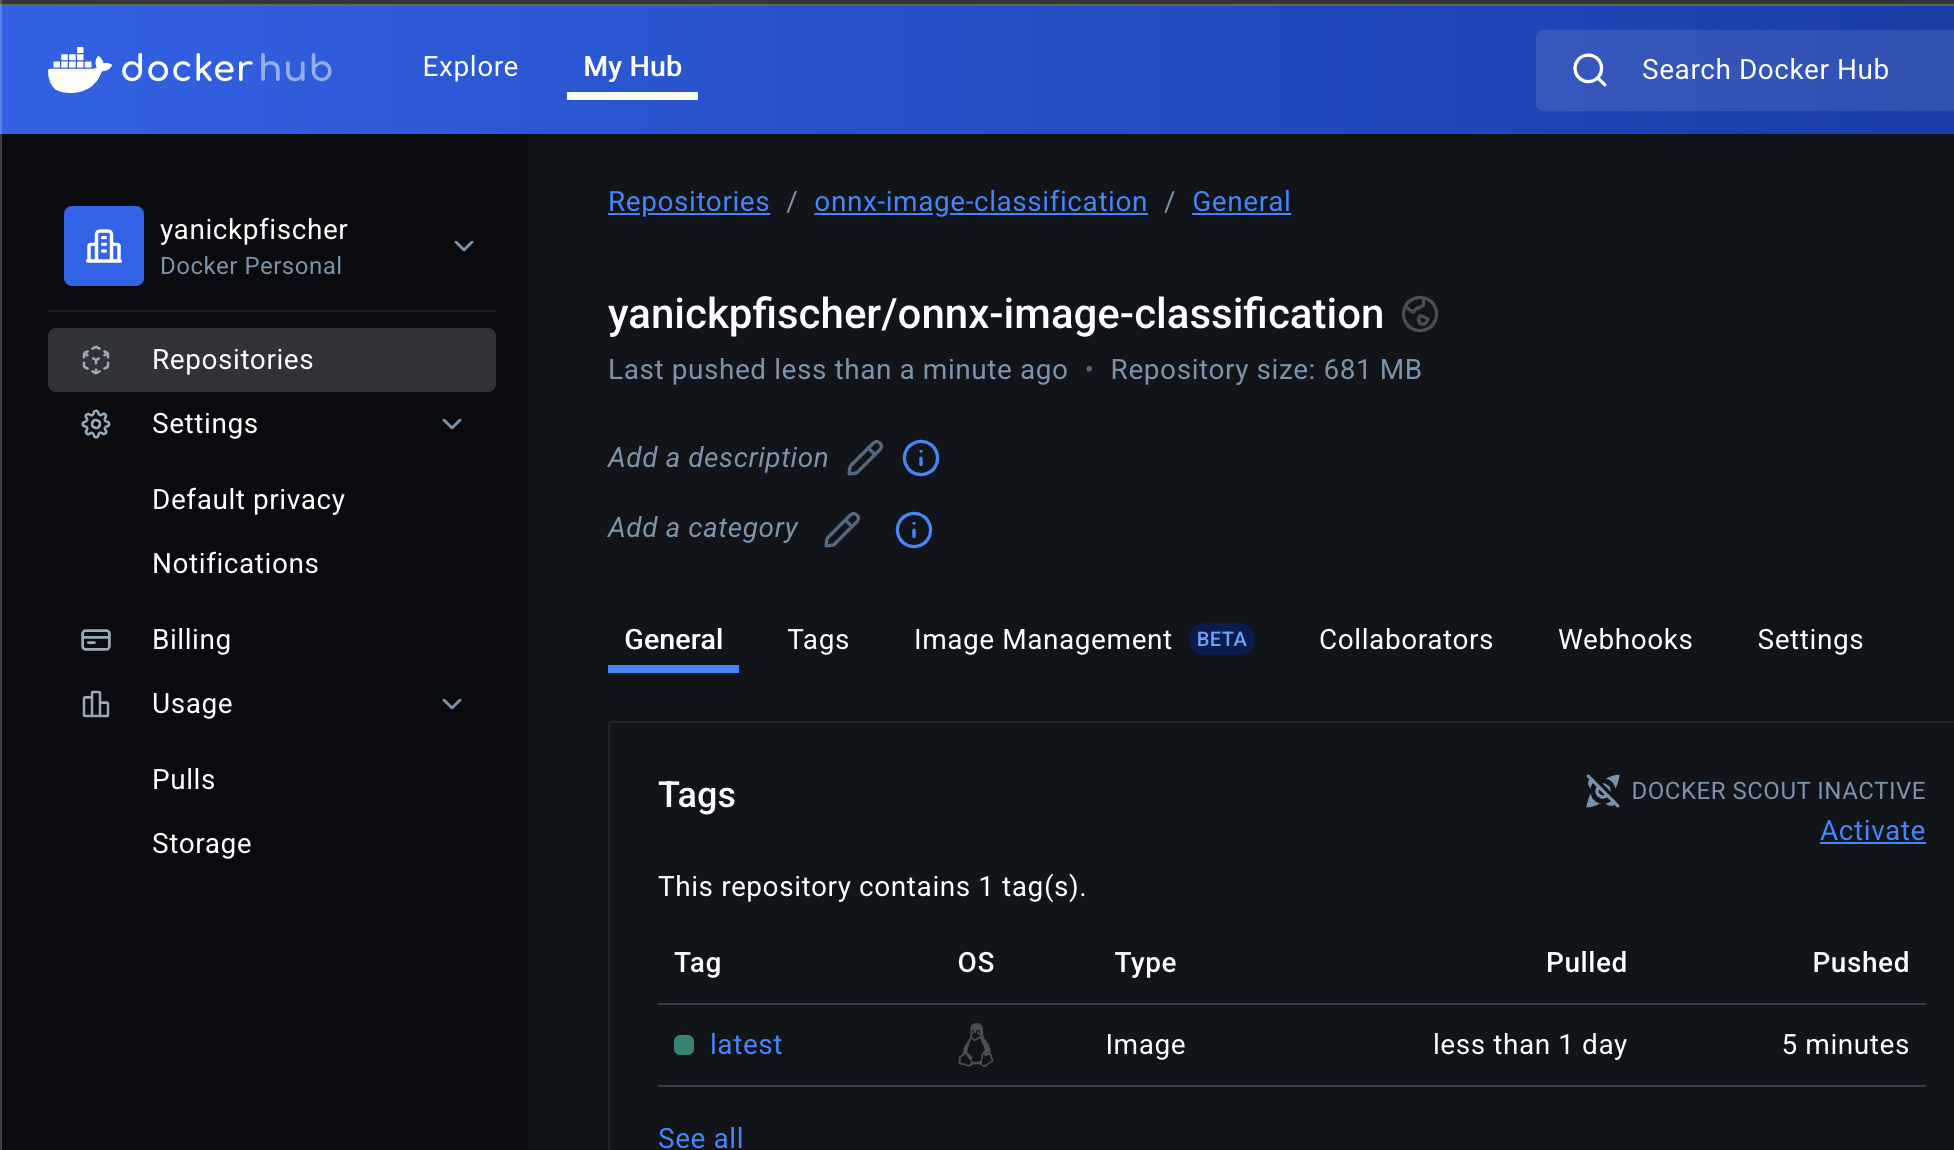 dockerhub
Explore
My Hub
Search Docker Hub
yanickpfischer
Docker Personal
Repositories
Settings
Default privacy
Notifications
Billing
Usage
Pulls
Storage
Repositories / onnx-image-classification / General
yanickpfischer/onnx-image-classification
Last pushed less than a minute ago • Repository size: 681 MB
Add a description
Add a category
General Tags Image Management BETA Collaborators Webhooks Settings
Tags
DOCKER SCOUT INACTIVE
Activate
This repository contains 1 tag(s).
Tag OS Type Pulled Pushed
latest Image less than 1 day 5 minutes
See all